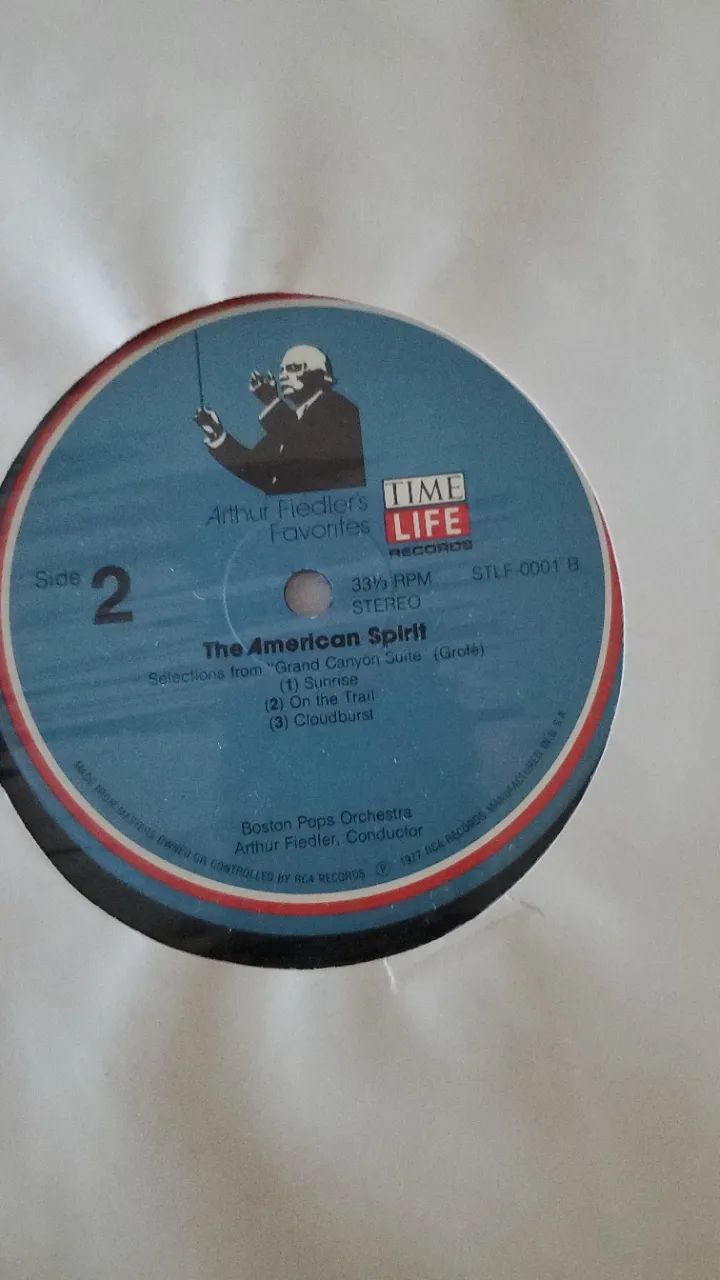 Arthur Fiedler's
Favorites
TIME
LIFE
RECORDS
Side 2
33⅓ RPM
STEREO
STLF-0001 B
The American Spirit
Selections from "Grand Canyon Suite (Grofé)
(1) Sunrise
(2) On the Trail
(3) Cloudburst
Boston Pops Orchestra
Arthur Fiedler, Conductor
MADE FROM MASTERS OWNED OR CONTROLLED BY RCA RECORDS ℗ 1977 RCA RECORDS MANUFACTURED IN U.S.A.